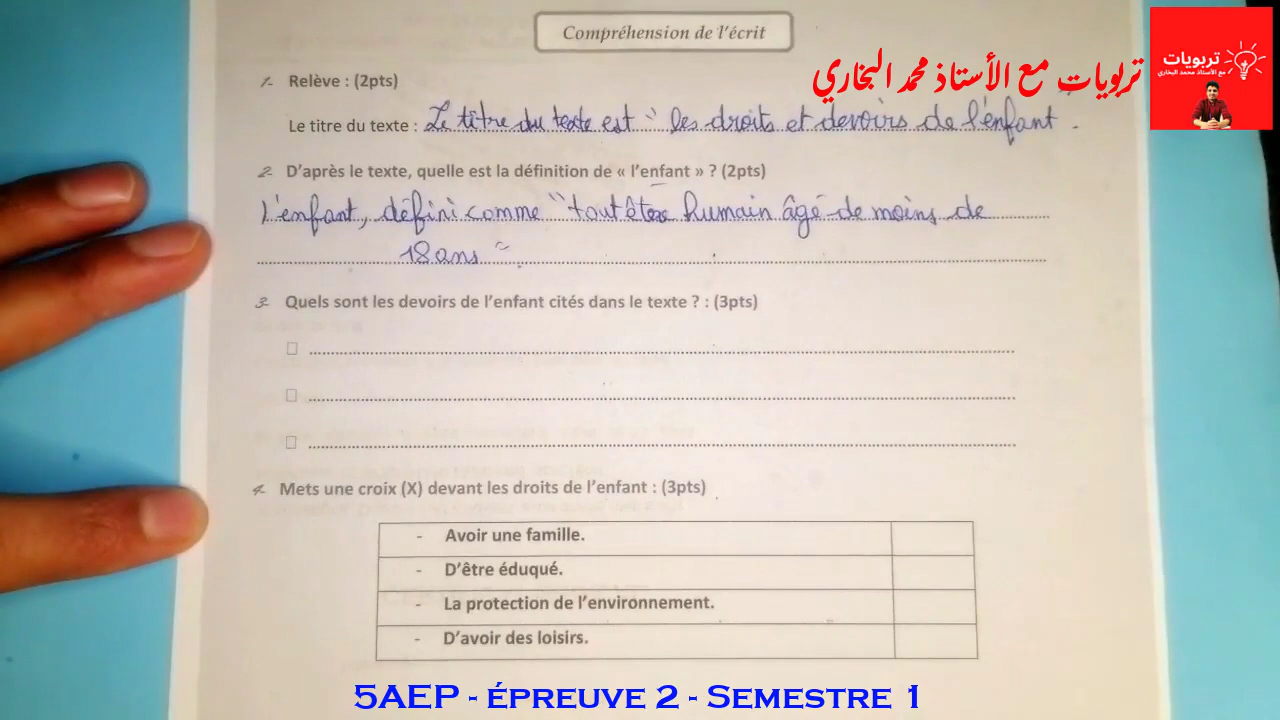 Compréhension de l'écrit
تربويات مع الأستاذ محمد البخاري
تربويات
مع الأستاذ محمد البخاري
1- Relève : (2pts)
Le titre du texte : Le titre du texte est " les droits et devoirs de l'enfant .
2- D'après le texte, quelle est la définition de « l'enfant » ? (2pts)
L'enfant, défini comme "tout être humain âgé de moins de
18 ans ".
3- Quels sont les devoirs de l'enfant cités dans le texte ? : (3pts)
4- Mets une croix (X) devant les droits de l'enfant : (3pts)
- Avoir une famille.
- D'être éduqué.
- La protection de l'environnement.
- D'avoir des loisirs.
5AEP - épreuve 2 - Semestre 1